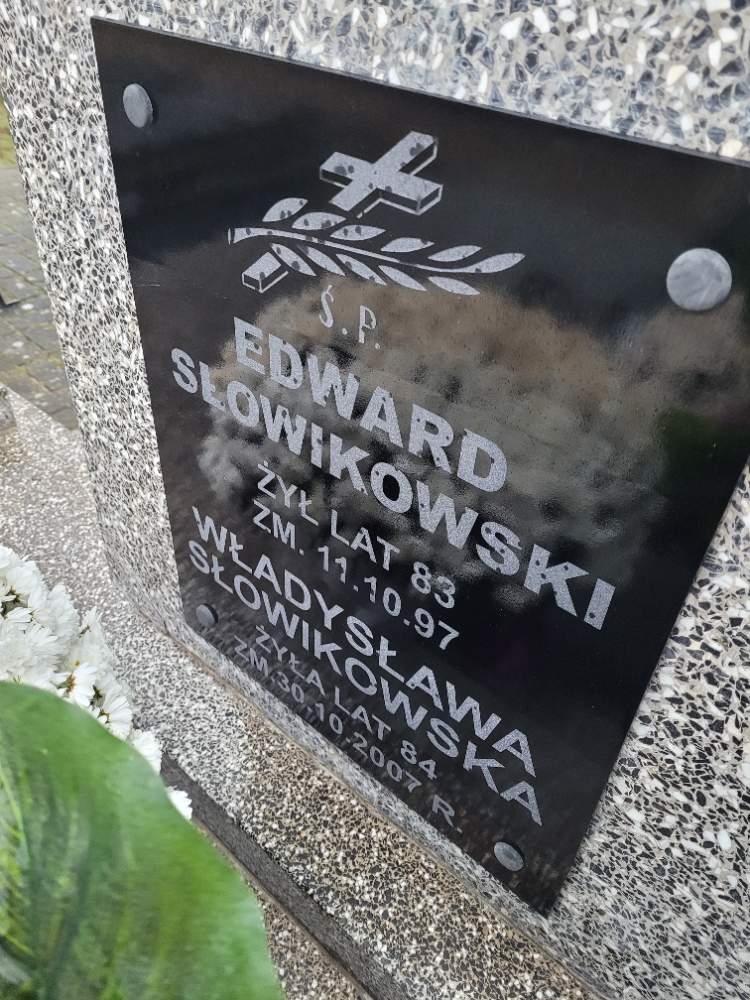 Ś.P.
EDWARD
SŁOWIKOWSKI
ŻYŁ LAT 83
ZM. 11.10.97
WŁADYSŁAWA
SŁOWIKOWSKA
ŻYŁA LAT 84
ZM.30.10.2007 R.